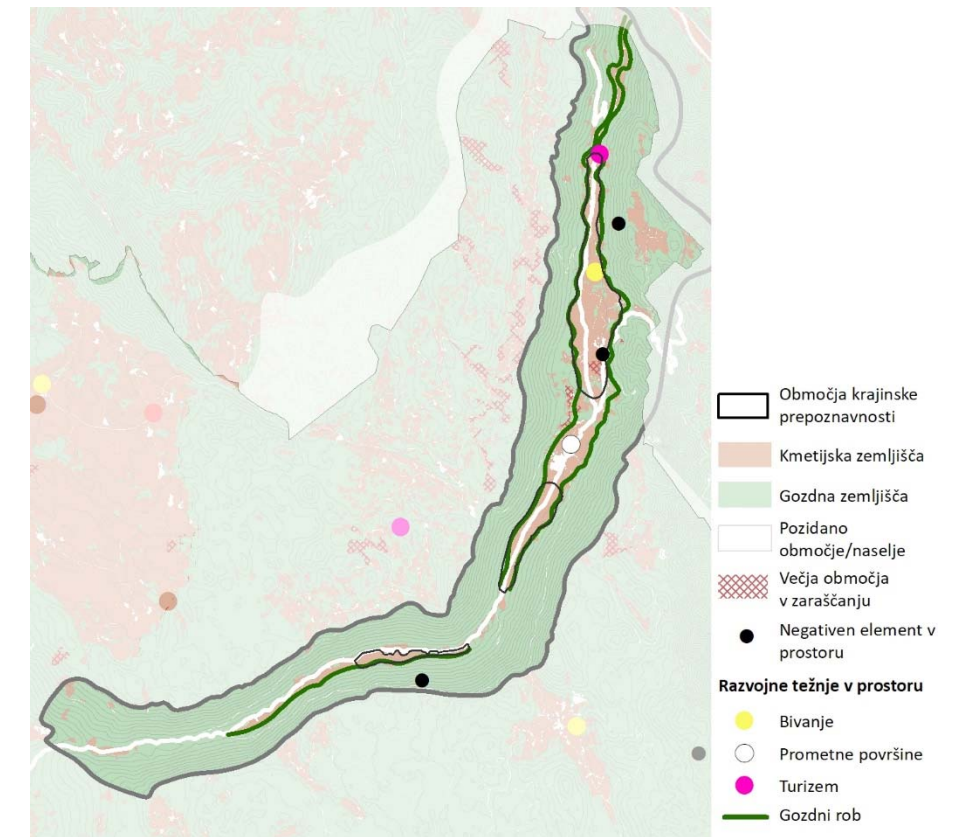 Območja krajinske
prepoznavnosti
Kmetijska zemljišča
Gozdna zemljišča
Pozidano
območje/naselje
Večja območja
v zaraščanju
Negativen element v
prostoru
Razvojne težnje v prostoru
Bivanje
Prometne površine
Turizem
Gozdni rob